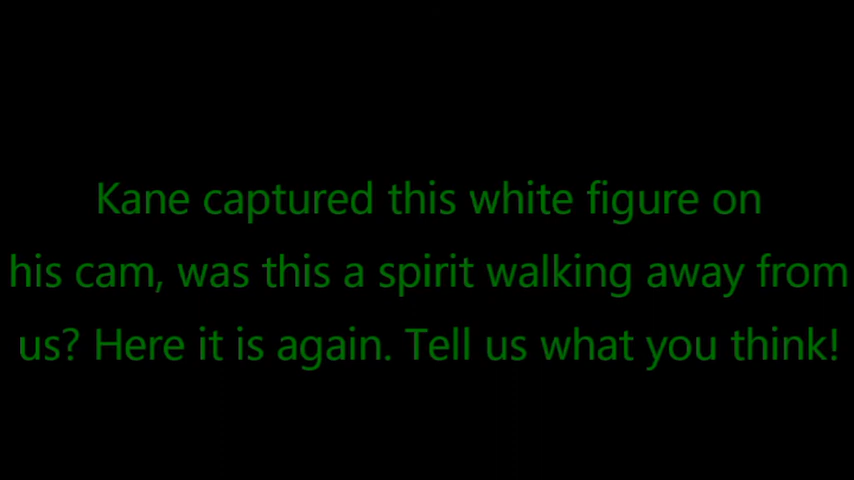 Kane captured this white figure on
his cam, was this a spirit walking away from
us? Here it is again. Tell us what you think!